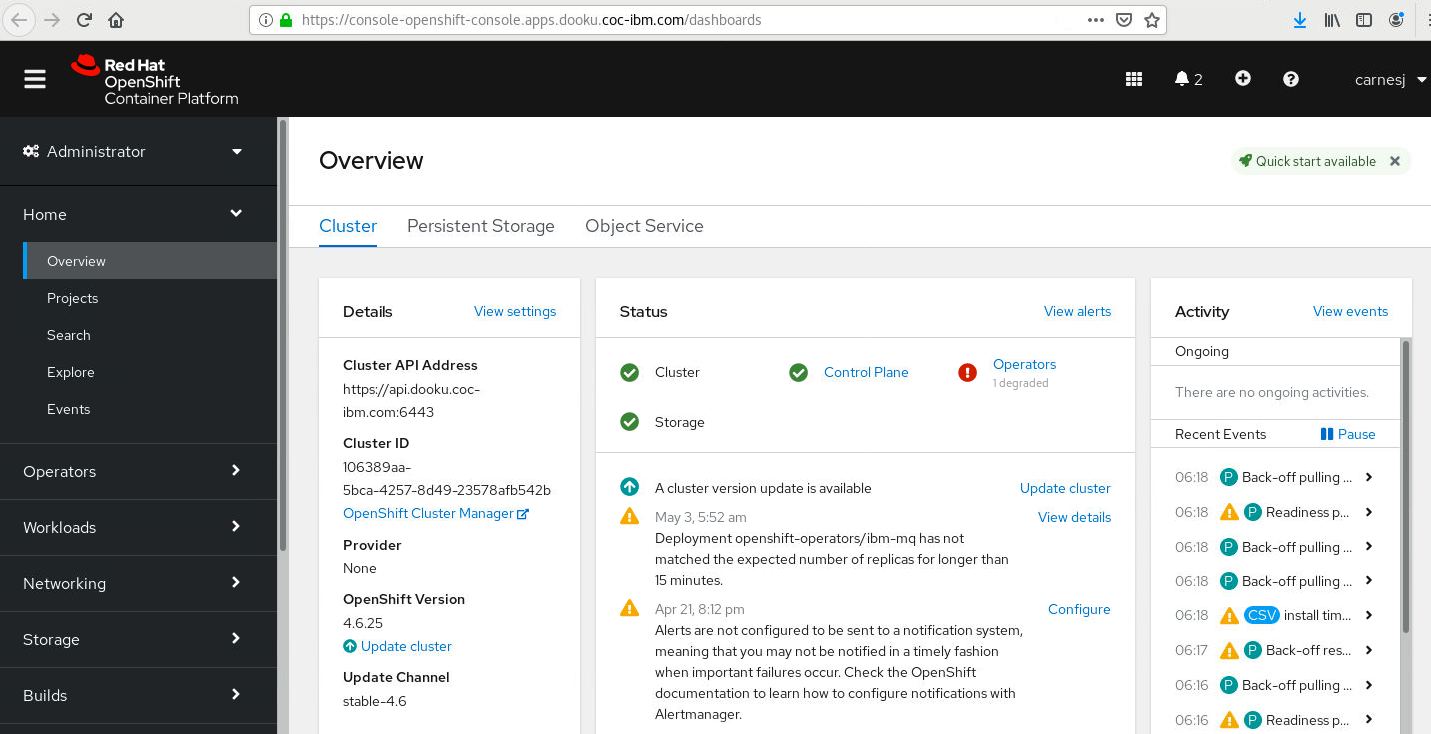 https://console-openshift-console.apps.dooku.coc-ibm.com/dashboards
Red Hat
OpenShift
Container Platform
2
carnesj
Administrator
Home
Overview
Projects
Search
Explore
Events
Operators
Workloads
Networking
Storage
Builds
Overview
Quick start available
Cluster
Persistent Storage
Object Service
Details
View settings
Cluster API Address
https://api.dooku.coc-
ibm.com:6443
Cluster ID
106389aa-
5bca-4257-8d49-23578afb542b
OpenShift Cluster Manager
Provider
None
OpenShift Version
4.6.25
Update cluster
Update Channel
stable-4.6
Status
View alerts
Cluster
Control Plane
Operators
1 degraded
Storage
A cluster version update is available
Update cluster
May 3, 5:52 am
View details
Deployment openshift-operators/ibm-mq has not
matched the expected number of replicas for longer than
15 minutes.
Apr 21, 8:12 pm
Configure
Alerts are not configured to be sent to a notification system,
meaning that you may not be notified in a timely fashion
when important failures occur. Check the OpenShift
documentation to learn how to configure notifications with
Alertmanager.
Activity
View events
Ongoing
There are no ongoing activities.
Recent Events
Pause
06:18 P Back-off pulling ...
06:18 P Readiness p...
06:18 P Back-off pulling ...
06:18 P Back-off pulling ...
06:18 CSV install tim...
06:17 P Back-off res...
06:16 P Back-off pulling ...
06:16 P Readiness p...